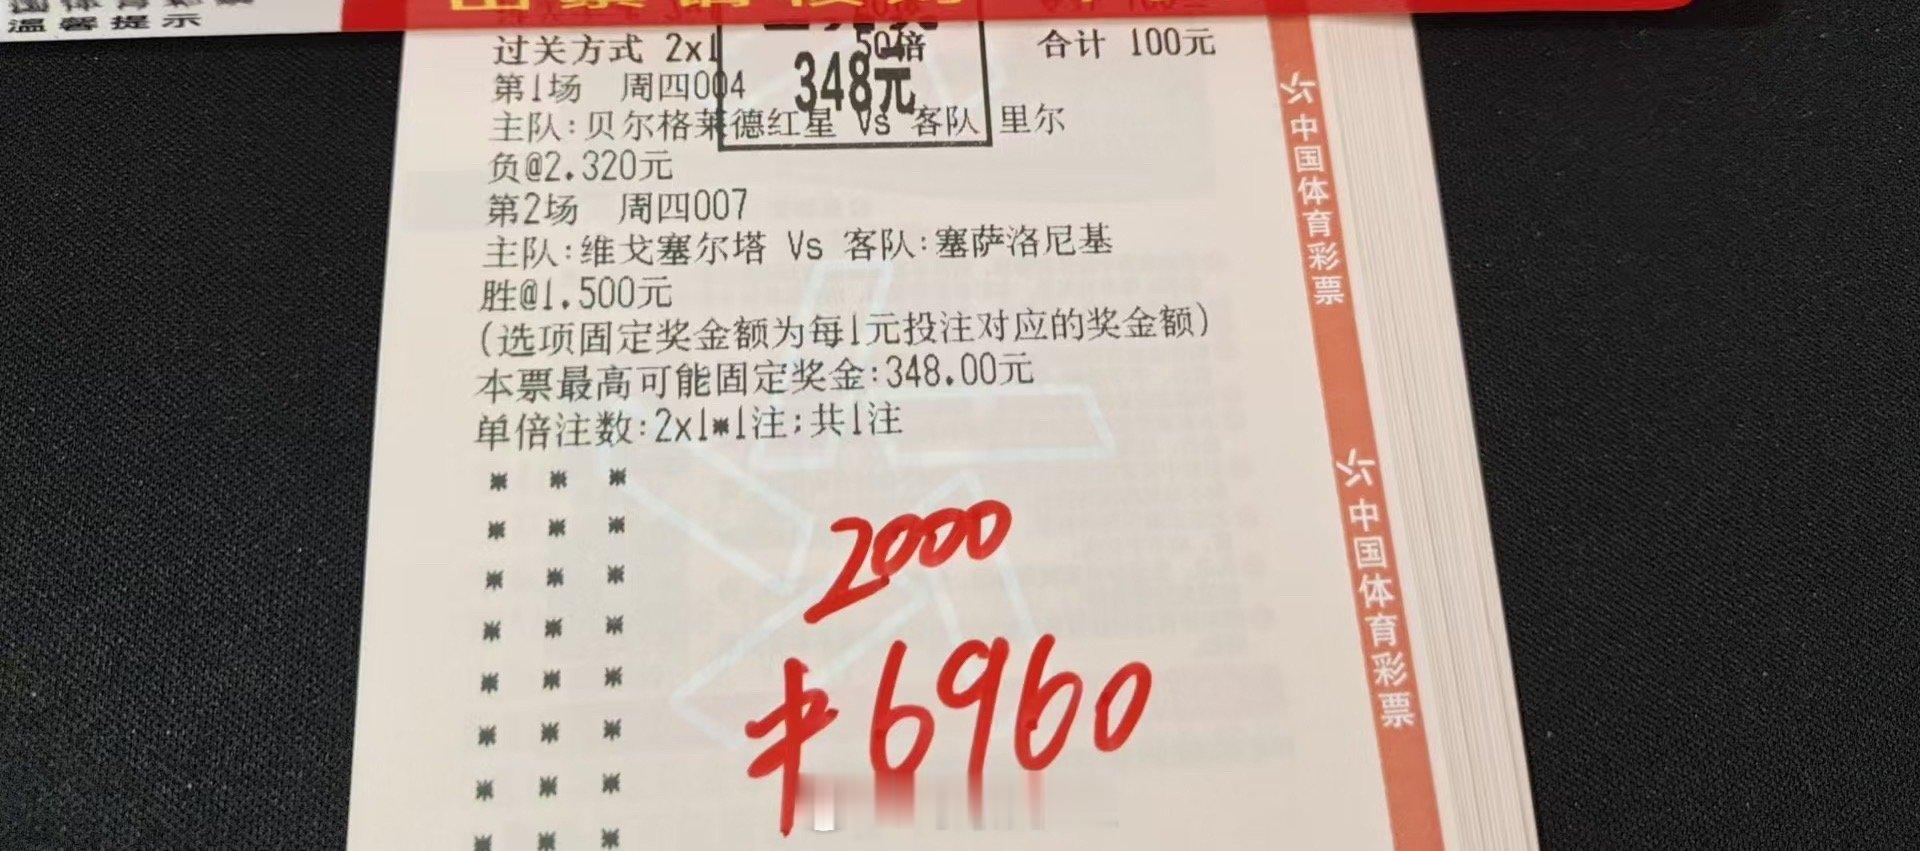 温馨提示
过关方式 2x1 50倍 合计 100元
348元
第1场 周四004
主队:贝尔格莱德红星 Vs 客队 里尔
负@2.320元
第2场 周四007
主队:维戈塞尔塔 Vs 客队:塞萨洛尼基
胜@1.500元
(选项固定奖金额为每1元投注对应的奖金额)
本票最高可能固定奖金:348.00元
单倍注数:2x1*1注;共1注
2000
中6960
中国体育彩票
中国体育彩票